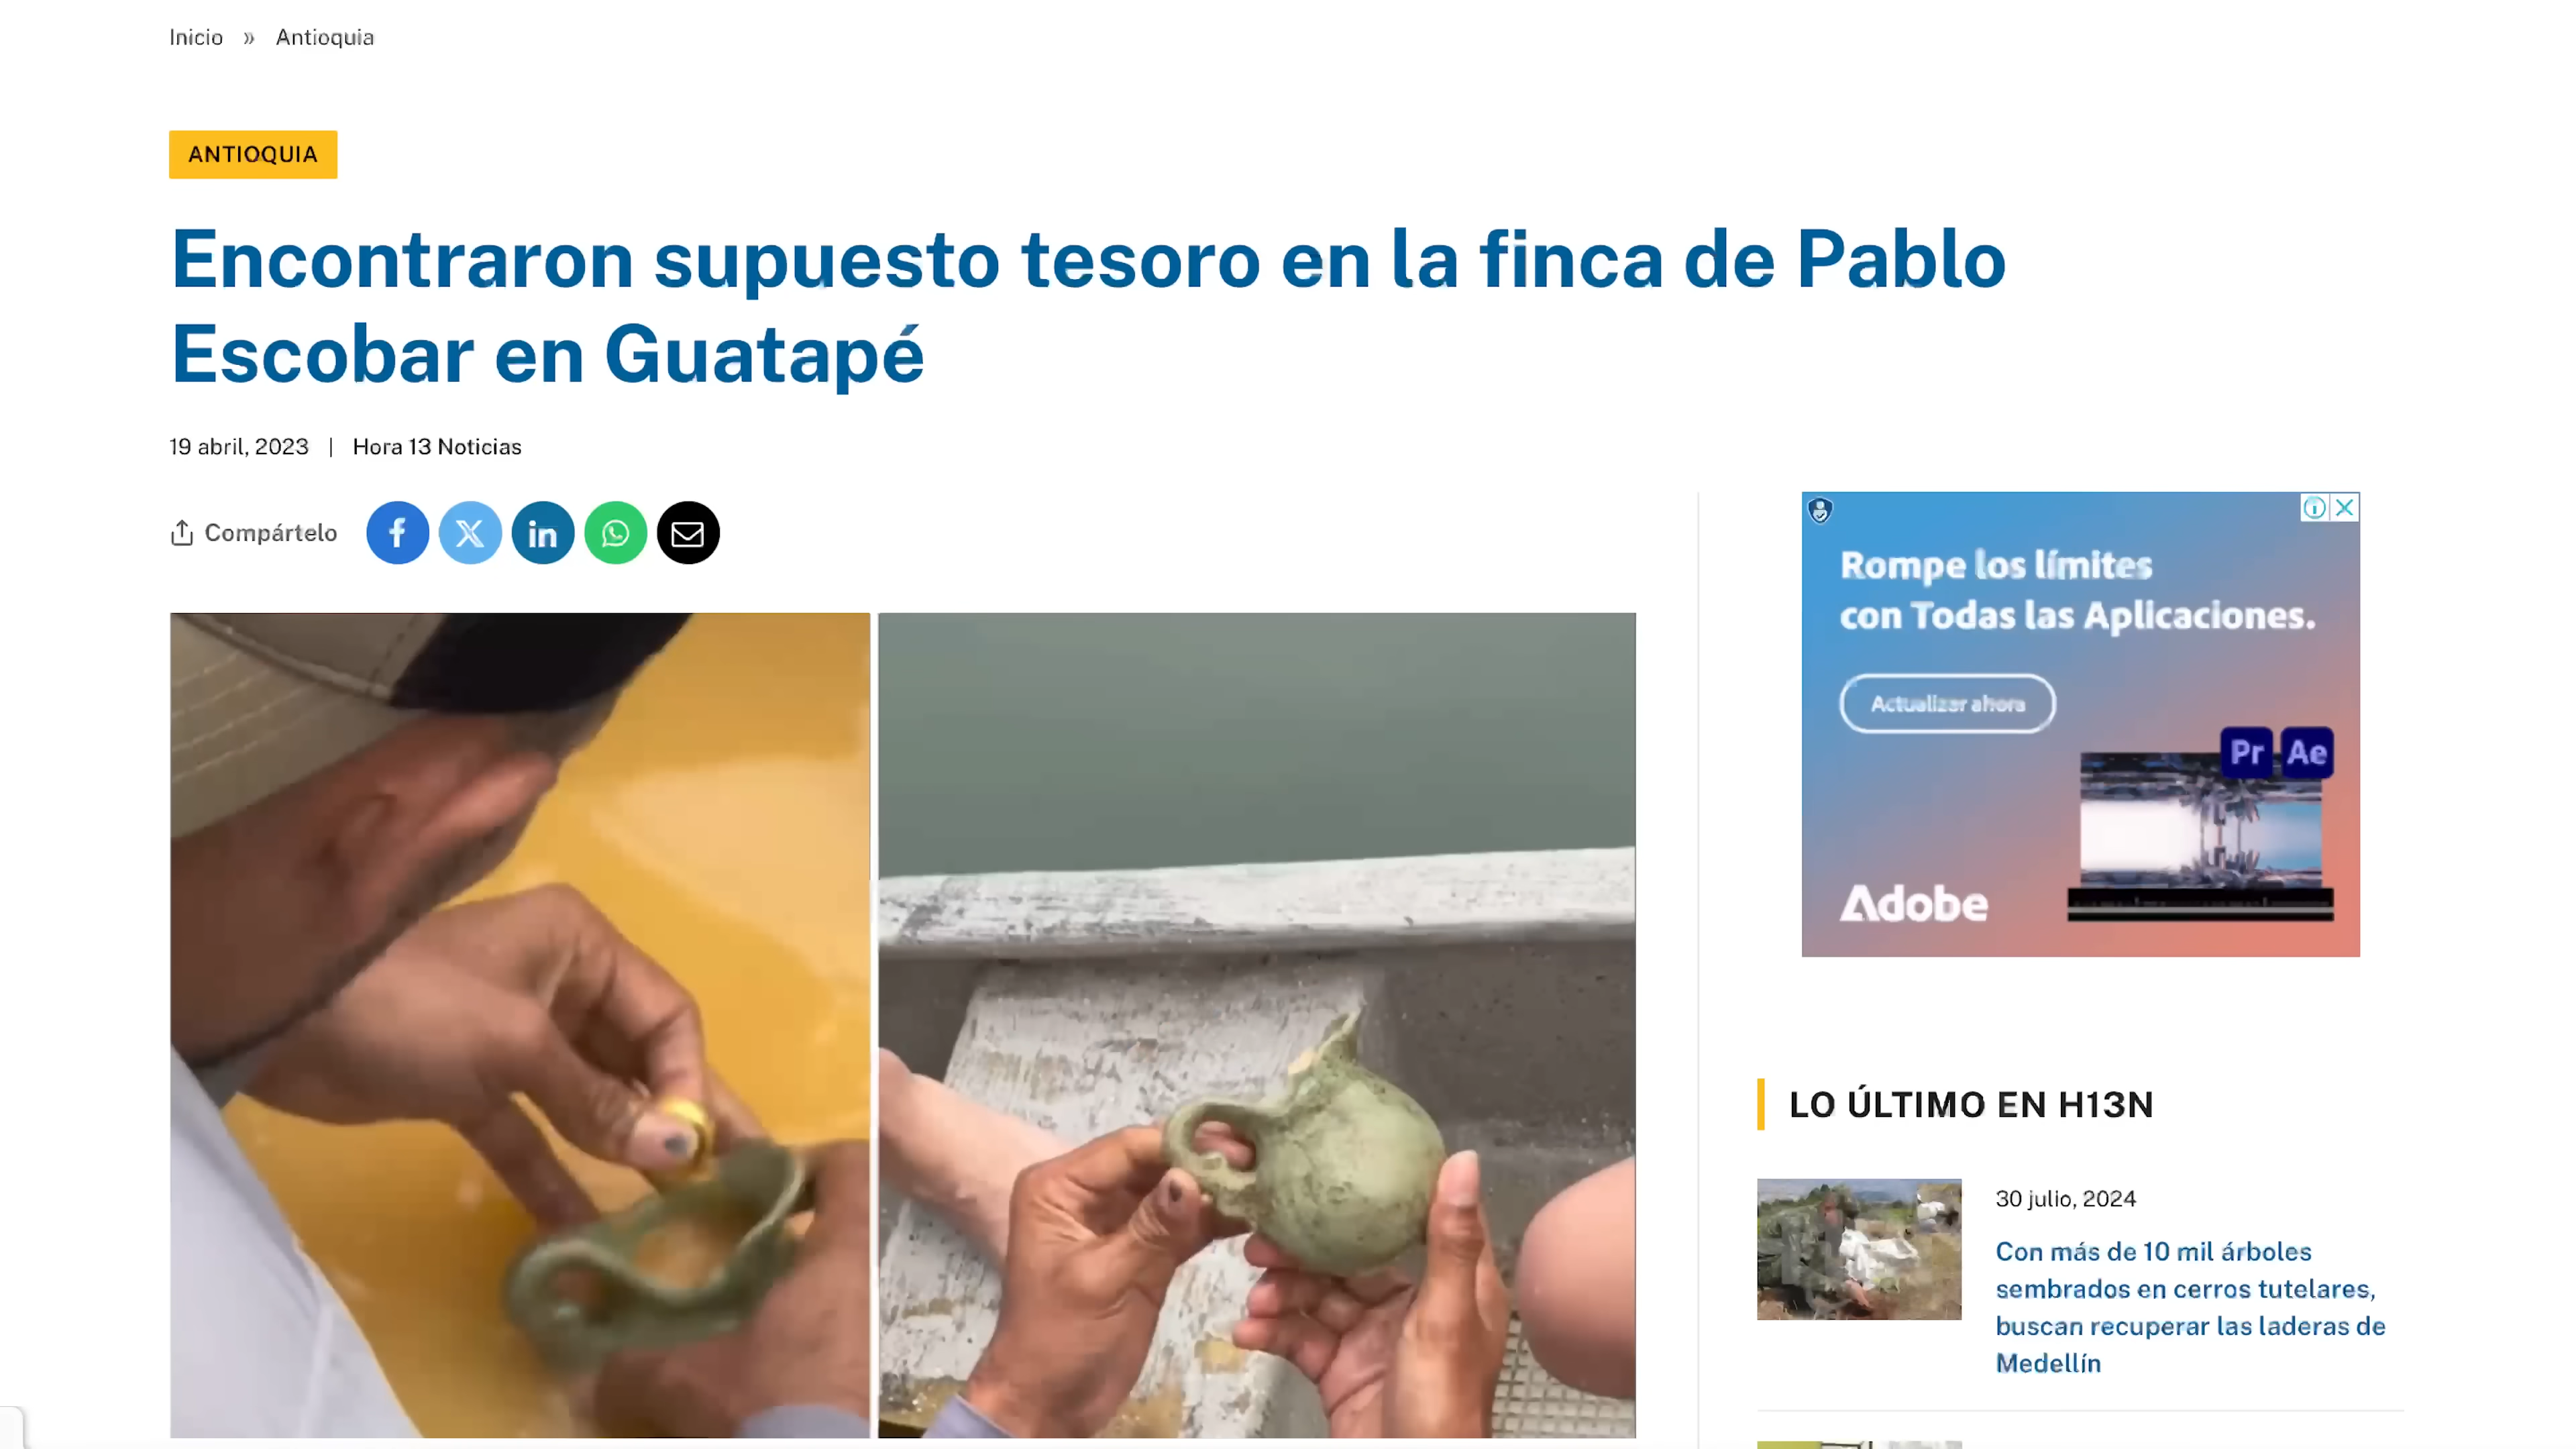 Inicio » Antioquia
ANTIOQUIA
Encontraron supuesto tesoro en la finca de Pablo
Escobar en Guatapé
19 abril, 2023 | Hora 13 Noticias
Compártelo
Rompe los límites
con Todas las Aplicaciones.
Actualizar ahora
Pr Ae
Adobe
LO ÚLTIMO EN H13N
30 julio, 2024
Con más de 10 mil árboles
sembrados en cerros tutelares,
buscan recuperar las laderas de
Medellín